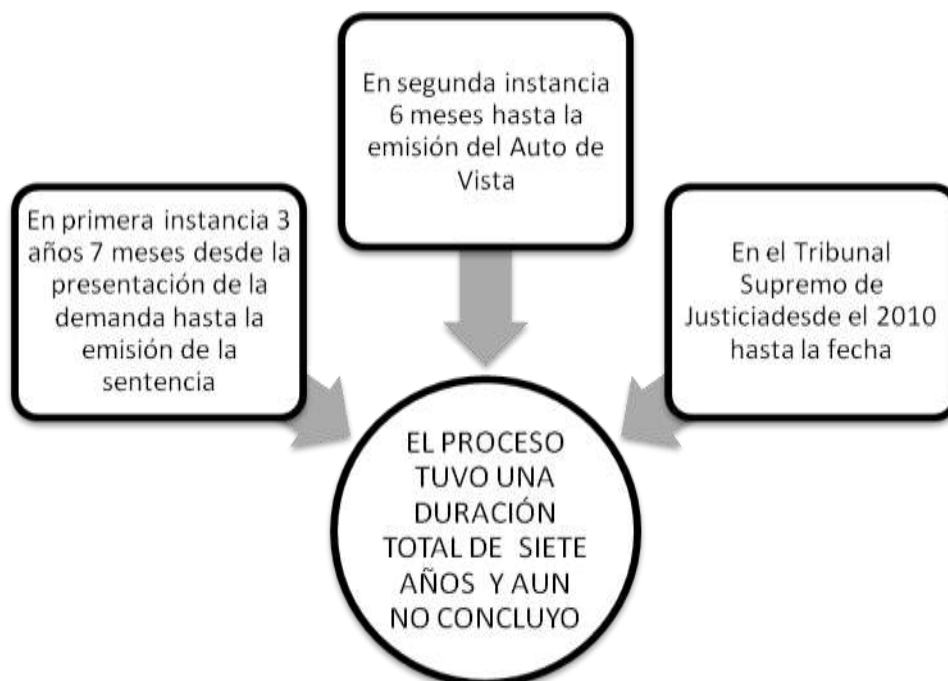 En primera instancia 3
años 7 meses desde la
presentación de la
demanda hasta la
emisión de la
sentencia
En segunda instancia
6 meses hasta la
emisión del Auto de
Vista
En el Tribunal
Supremo de
Justiciadesde el 2010
hasta la fecha
EL PROCESO
TUVO UNA
DURACIÓN
TOTAL DE SIETE
AÑOS Y AUN
NO CONCLUYO